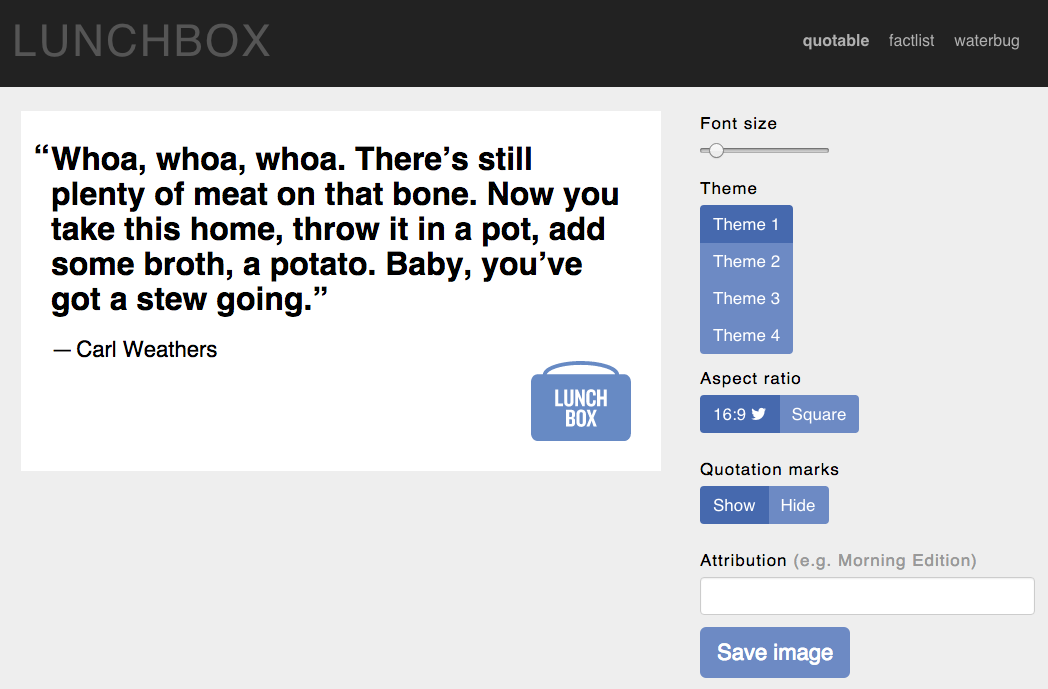 LUNCHBOX
quotable factlist waterbug
“Whoa, whoa, whoa. There’s still
plenty of meat on that bone. Now you
take this home, throw it in a pot, add
some broth, a potato. Baby, you’ve
got a stew going.”
— Carl Weathers
LUNCH
BOX
Font size
Theme
Theme 1
Theme 2
Theme 3
Theme 4
Aspect ratio
16:9 Square
Quotation marks
Show Hide
Attribution (e.g. Morning Edition)
Save image